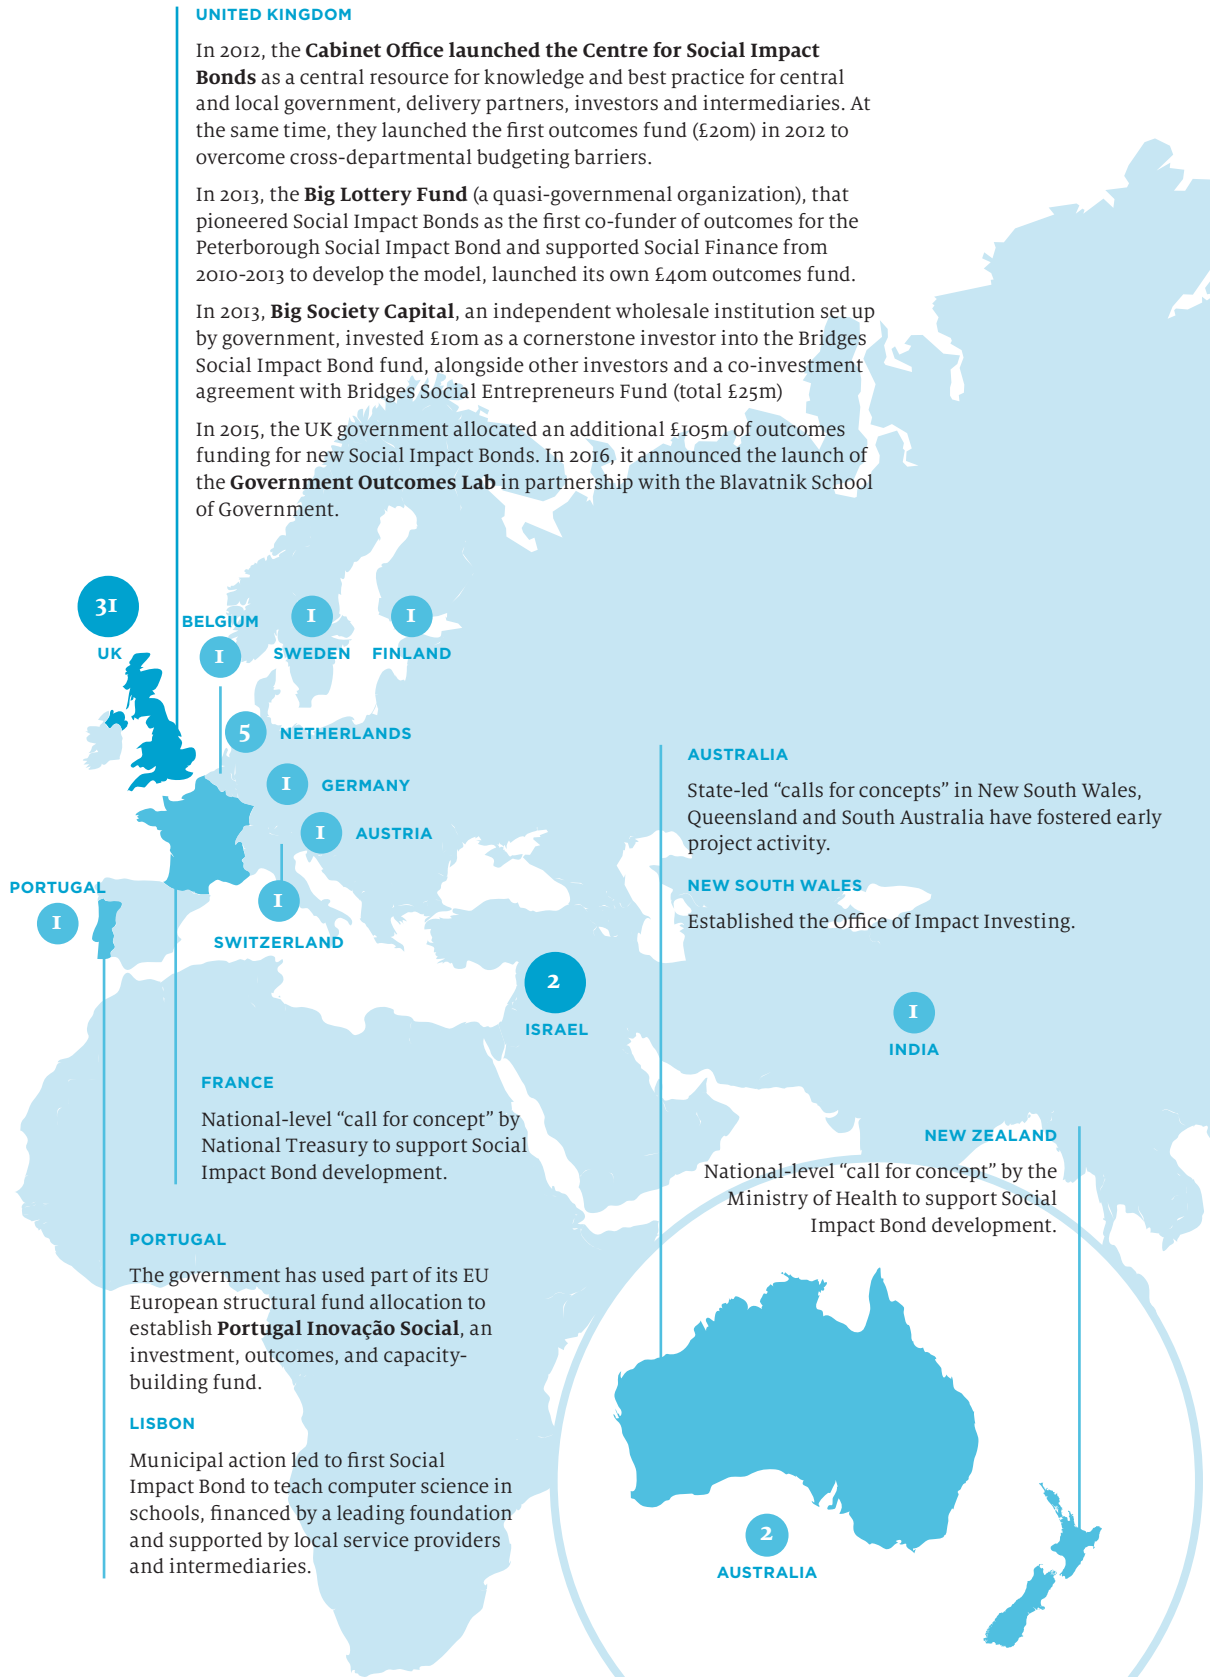 UNITED KINGDOM
In 2012, the Cabinet Office launched the Centre for Social Impact
Bonds as a central resource for knowledge and best practice for central
and local government, delivery partners, investors and intermediaries. At
the same time, they launched the first outcomes fund (£20m) in 2012 to
overcome cross-departmental budgeting barriers.
In 2013, the Big Lottery Fund (a quasi-governmenal organization), that
pioneered Social Impact Bonds as the first co-funder of outcomes for the
Peterborough Social Impact Bond and supported Social Finance from
2010-2013 to develop the model, launched its own £40m outcomes fund.
In 2013, Big Society Capital, an independent wholesale institution set up
by government, invested £10m as a cornerstone investor into the Bridges
Social Impact Bond fund, alongside other investors and a co-investment
agreement with Bridges Social Entrepreneurs Fund (total £25m)
In 2015, the UK government allocated an additional £105m of outcomes
funding for new Social Impact Bonds. In 2016, it announced the launch of
the Government Outcomes Lab in partnership with the Blavatnik School
of Government.
31
UK
BELGIUM
1
1
SWEDEN
1
FINLAND
5
NETHERLANDS
1
GERMANY
1
AUSTRIA
PORTUGAL
1
1
SWITZERLAND
2
ISRAEL
AUSTRALIA
State-led “calls for concepts” in New South Wales,
Queensland and South Australia have fostered early
project activity.
NEW SOUTH WALES
Established the Office of Impact Investing.
1
INDIA
FRANCE
National-level “call for concept” by
National Treasury to support Social
Impact Bond development.
NEW ZEALAND
National-level “call for concept” by the
Ministry of Health to support Social
Impact Bond development.
PORTUGAL
The government has used part of its EU
European structural fund allocation to
establish Portugal Inovação Social, an
investment, outcomes, and capacity-
building fund.
LISBON
Municipal action led to first Social
Impact Bond to teach computer science in
schools, financed by a leading foundation
and supported by local service providers
and intermediaries.
2
AUSTRALIA